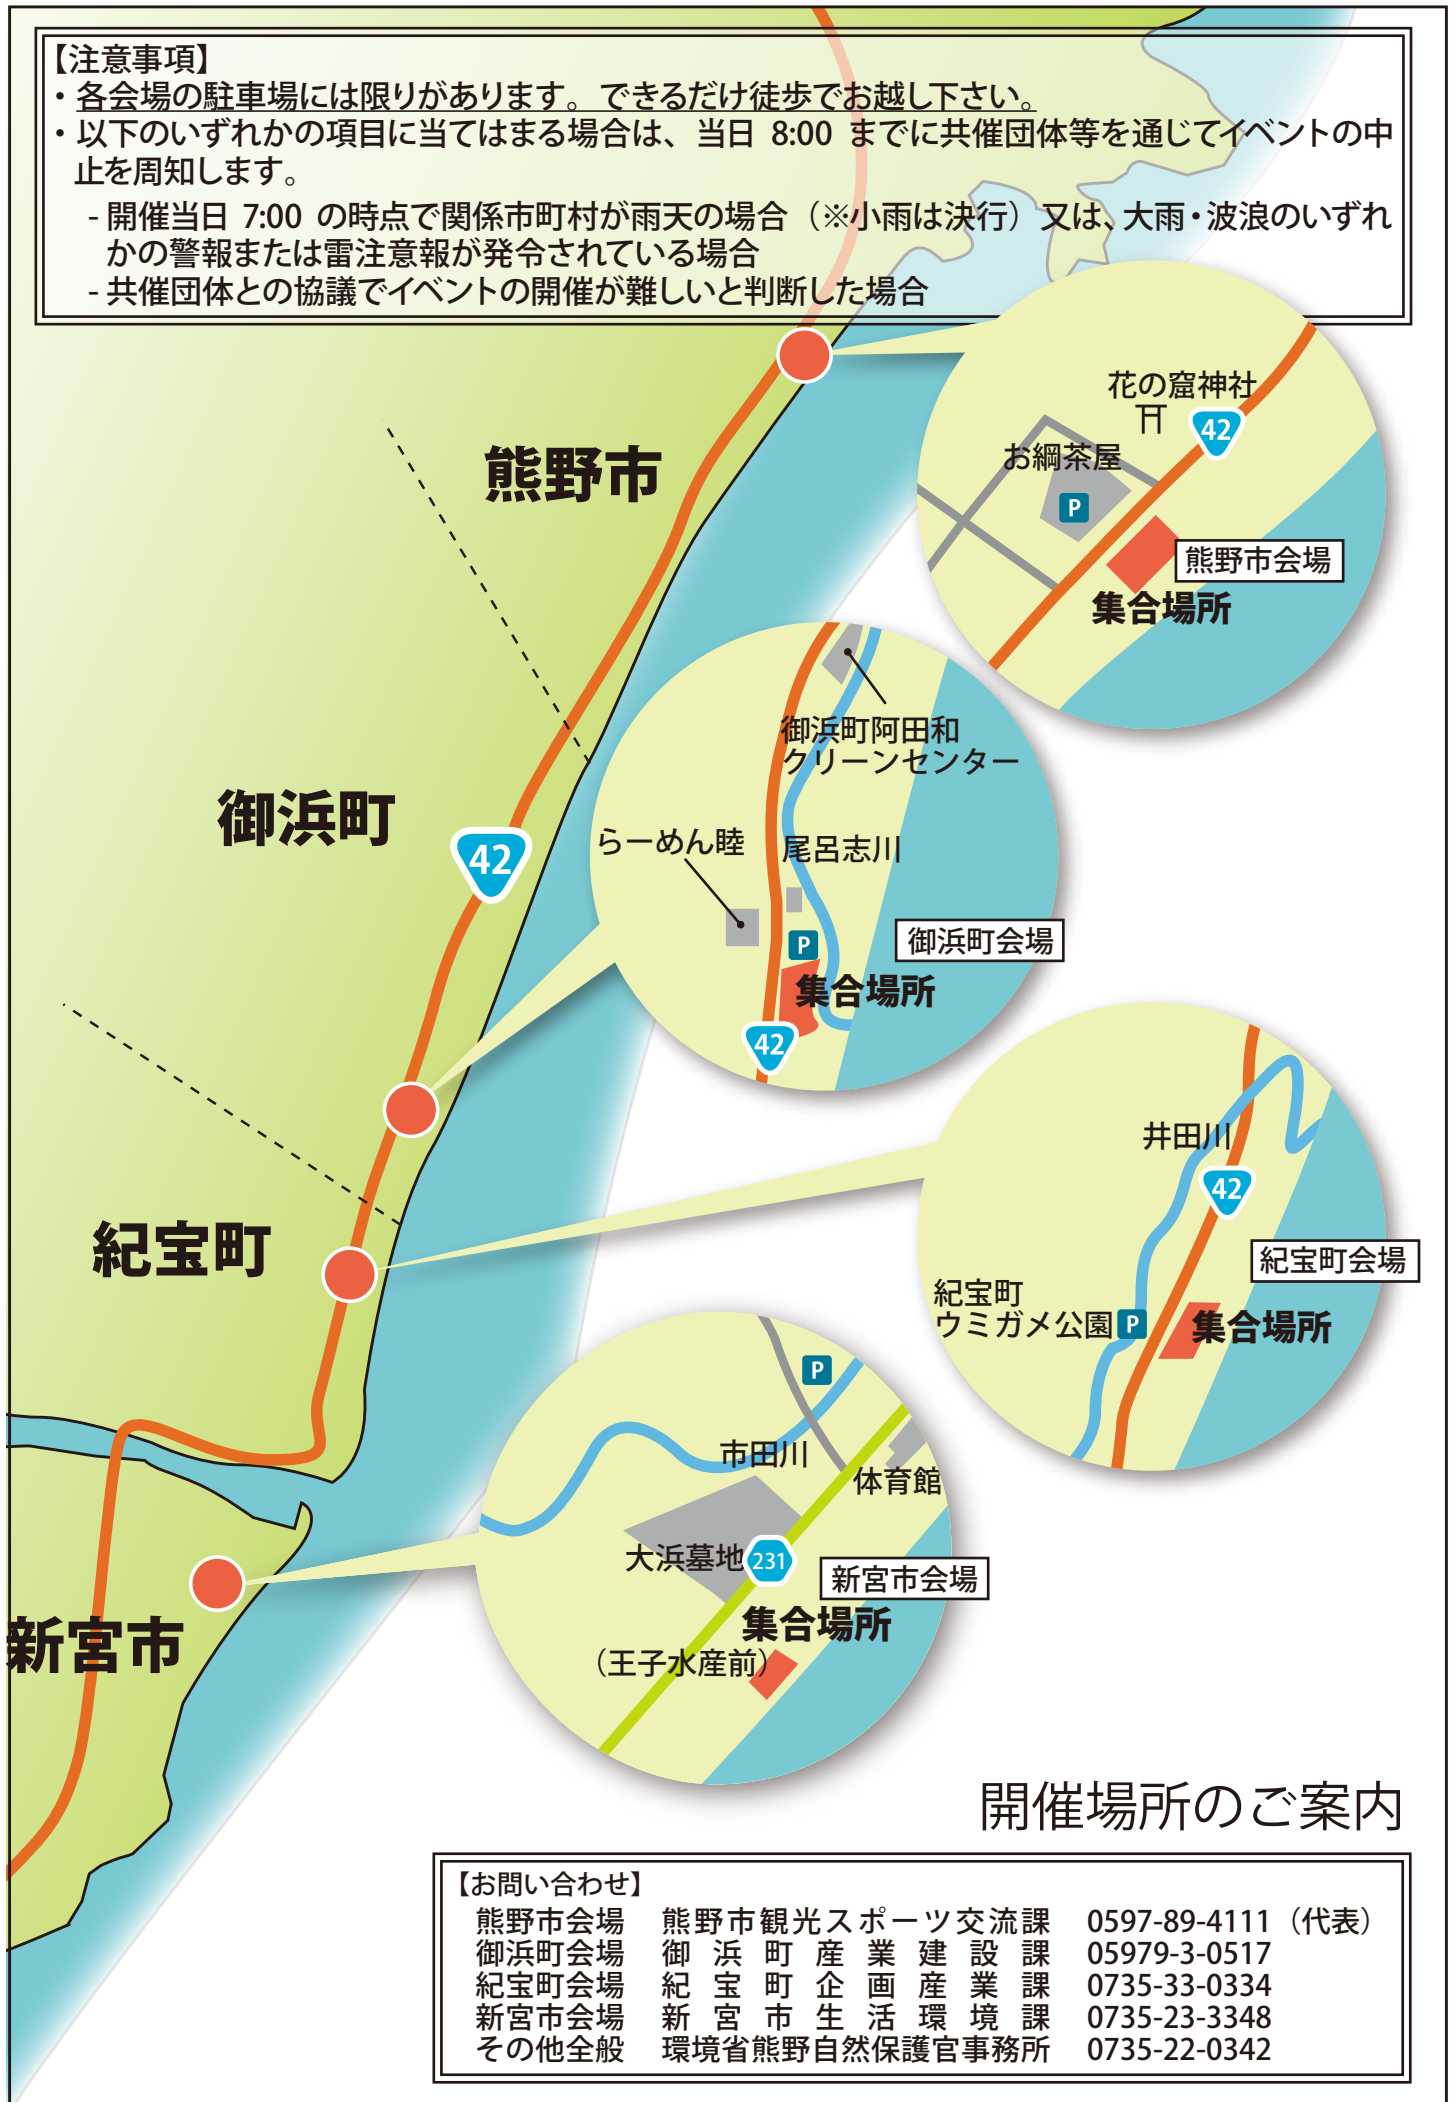 【注意事項】
・各会場の駐車場には限りがあります。できるだけ徒歩でお越し下さい。
・以下のいずれかの項目に当てはまる場合は、当日 8:00 までに共催団体等を通じてイベントの中
止を周知します。
- 開催当日 7:00 の時点で関係市町村が雨天の場合（※小雨は決行）又は、大雨・波浪のいずれ
かの警報または雷注意報が発令されている場合
- 共催団体との協議でイベントの開催が難しいと判断した場合
花の窟神社
42
お綱茶屋
P
熊野市会場
集合場所
熊野市
御浜町阿田和
クリーンセンター
らーめん睦
尾呂志川
P
御浜町会場
集合場所
42
御浜町
42
井田川
42
紀宝町会場
紀宝町
ウミガメ公園
P
集合場所
紀宝町
P
市田川
体育館
大浜墓地
231
新宮市会場
集合場所
（王子水産前）
新宮市
開催場所のご案内
【お問い合わせ】
熊野市会場 熊野市観光スポーツ交流課 0597-89-4111（代表）
御浜町会場 御浜町産業建設課 05979-3-0517
紀宝町会場 紀宝町企画産業課 0735-33-0334
新宮市会場 新宮市生活環境課 0735-23-3348
その他全般 環境省熊野自然保護官事務所 0735-22-0342